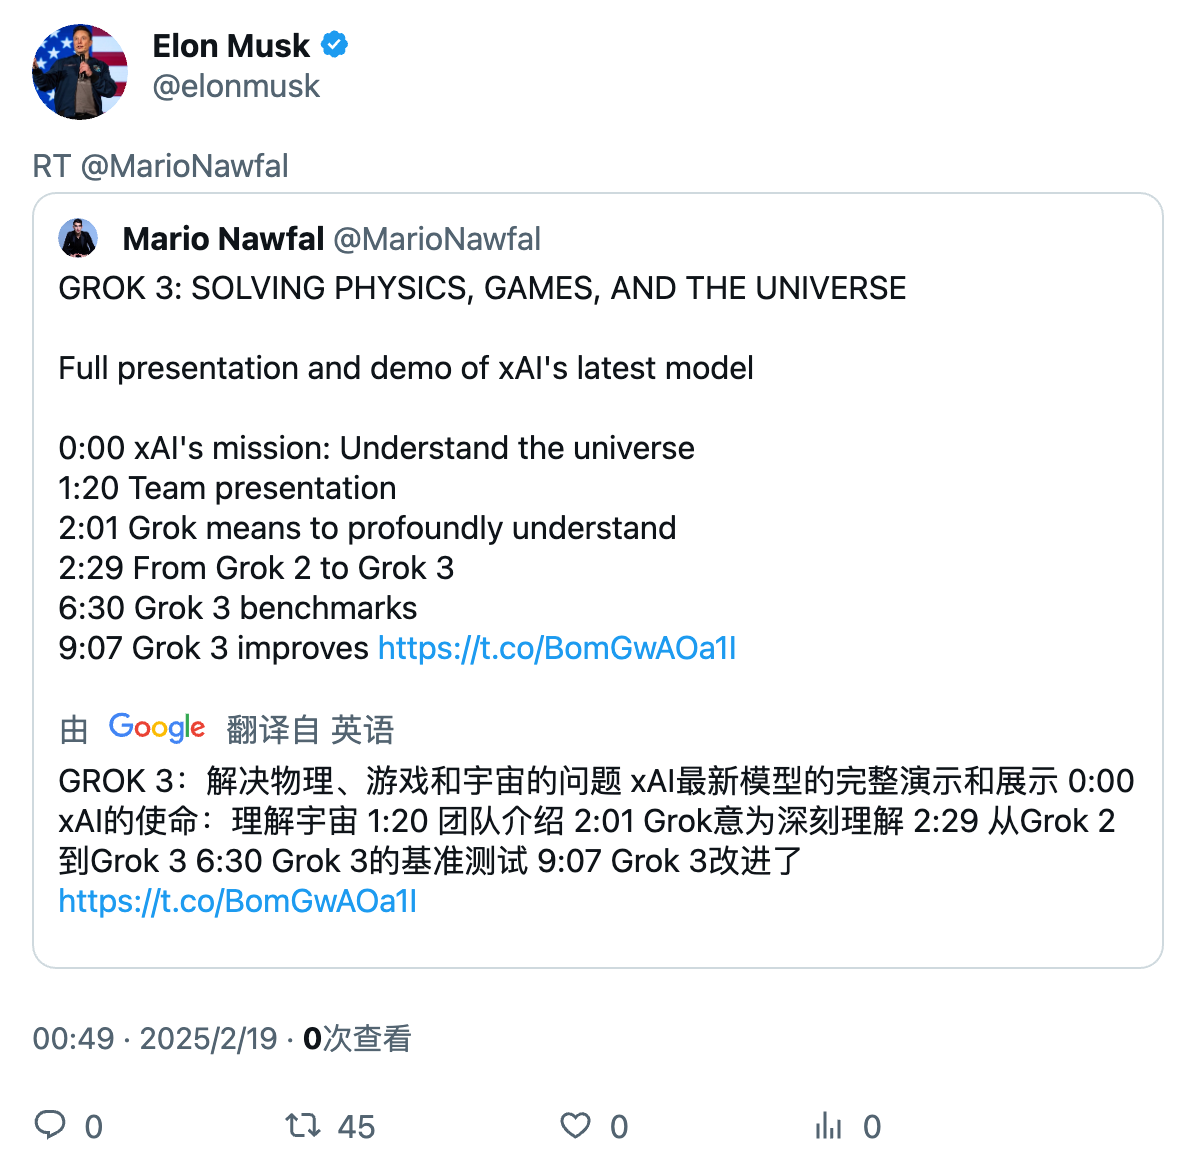 Elon Musk
@elonmusk
RT @MarioNawfal
Mario Nawfal @MarioNawfal
GROK 3: SOLVING PHYSICS, GAMES, AND THE UNIVERSE
Full presentation and demo of xAI's latest model
0:00 xAI's mission: Understand the universe
1:20 Team presentation
2:01 Grok means to profoundly understand
2:29 From Grok 2 to Grok 3
6:30 Grok 3 benchmarks
9:07 Grok 3 improves https://t.co/BomGwAOa1I
由 Google 翻译自 英语
GROK 3：解决物理、游戏和宇宙的问题 xAI最新模型的完整演示和展示 0:00
xAI的使命：理解宇宙 1:20 团队介绍 2:01 Grok意为深刻理解 2:29 从Grok 2
到Grok 3 6:30 Grok 3的基准测试 9:07 Grok 3改进了
https://t.co/BomGwAOa1I
00:49 · 2025/2/19 · 0次查看
0 45 0 0